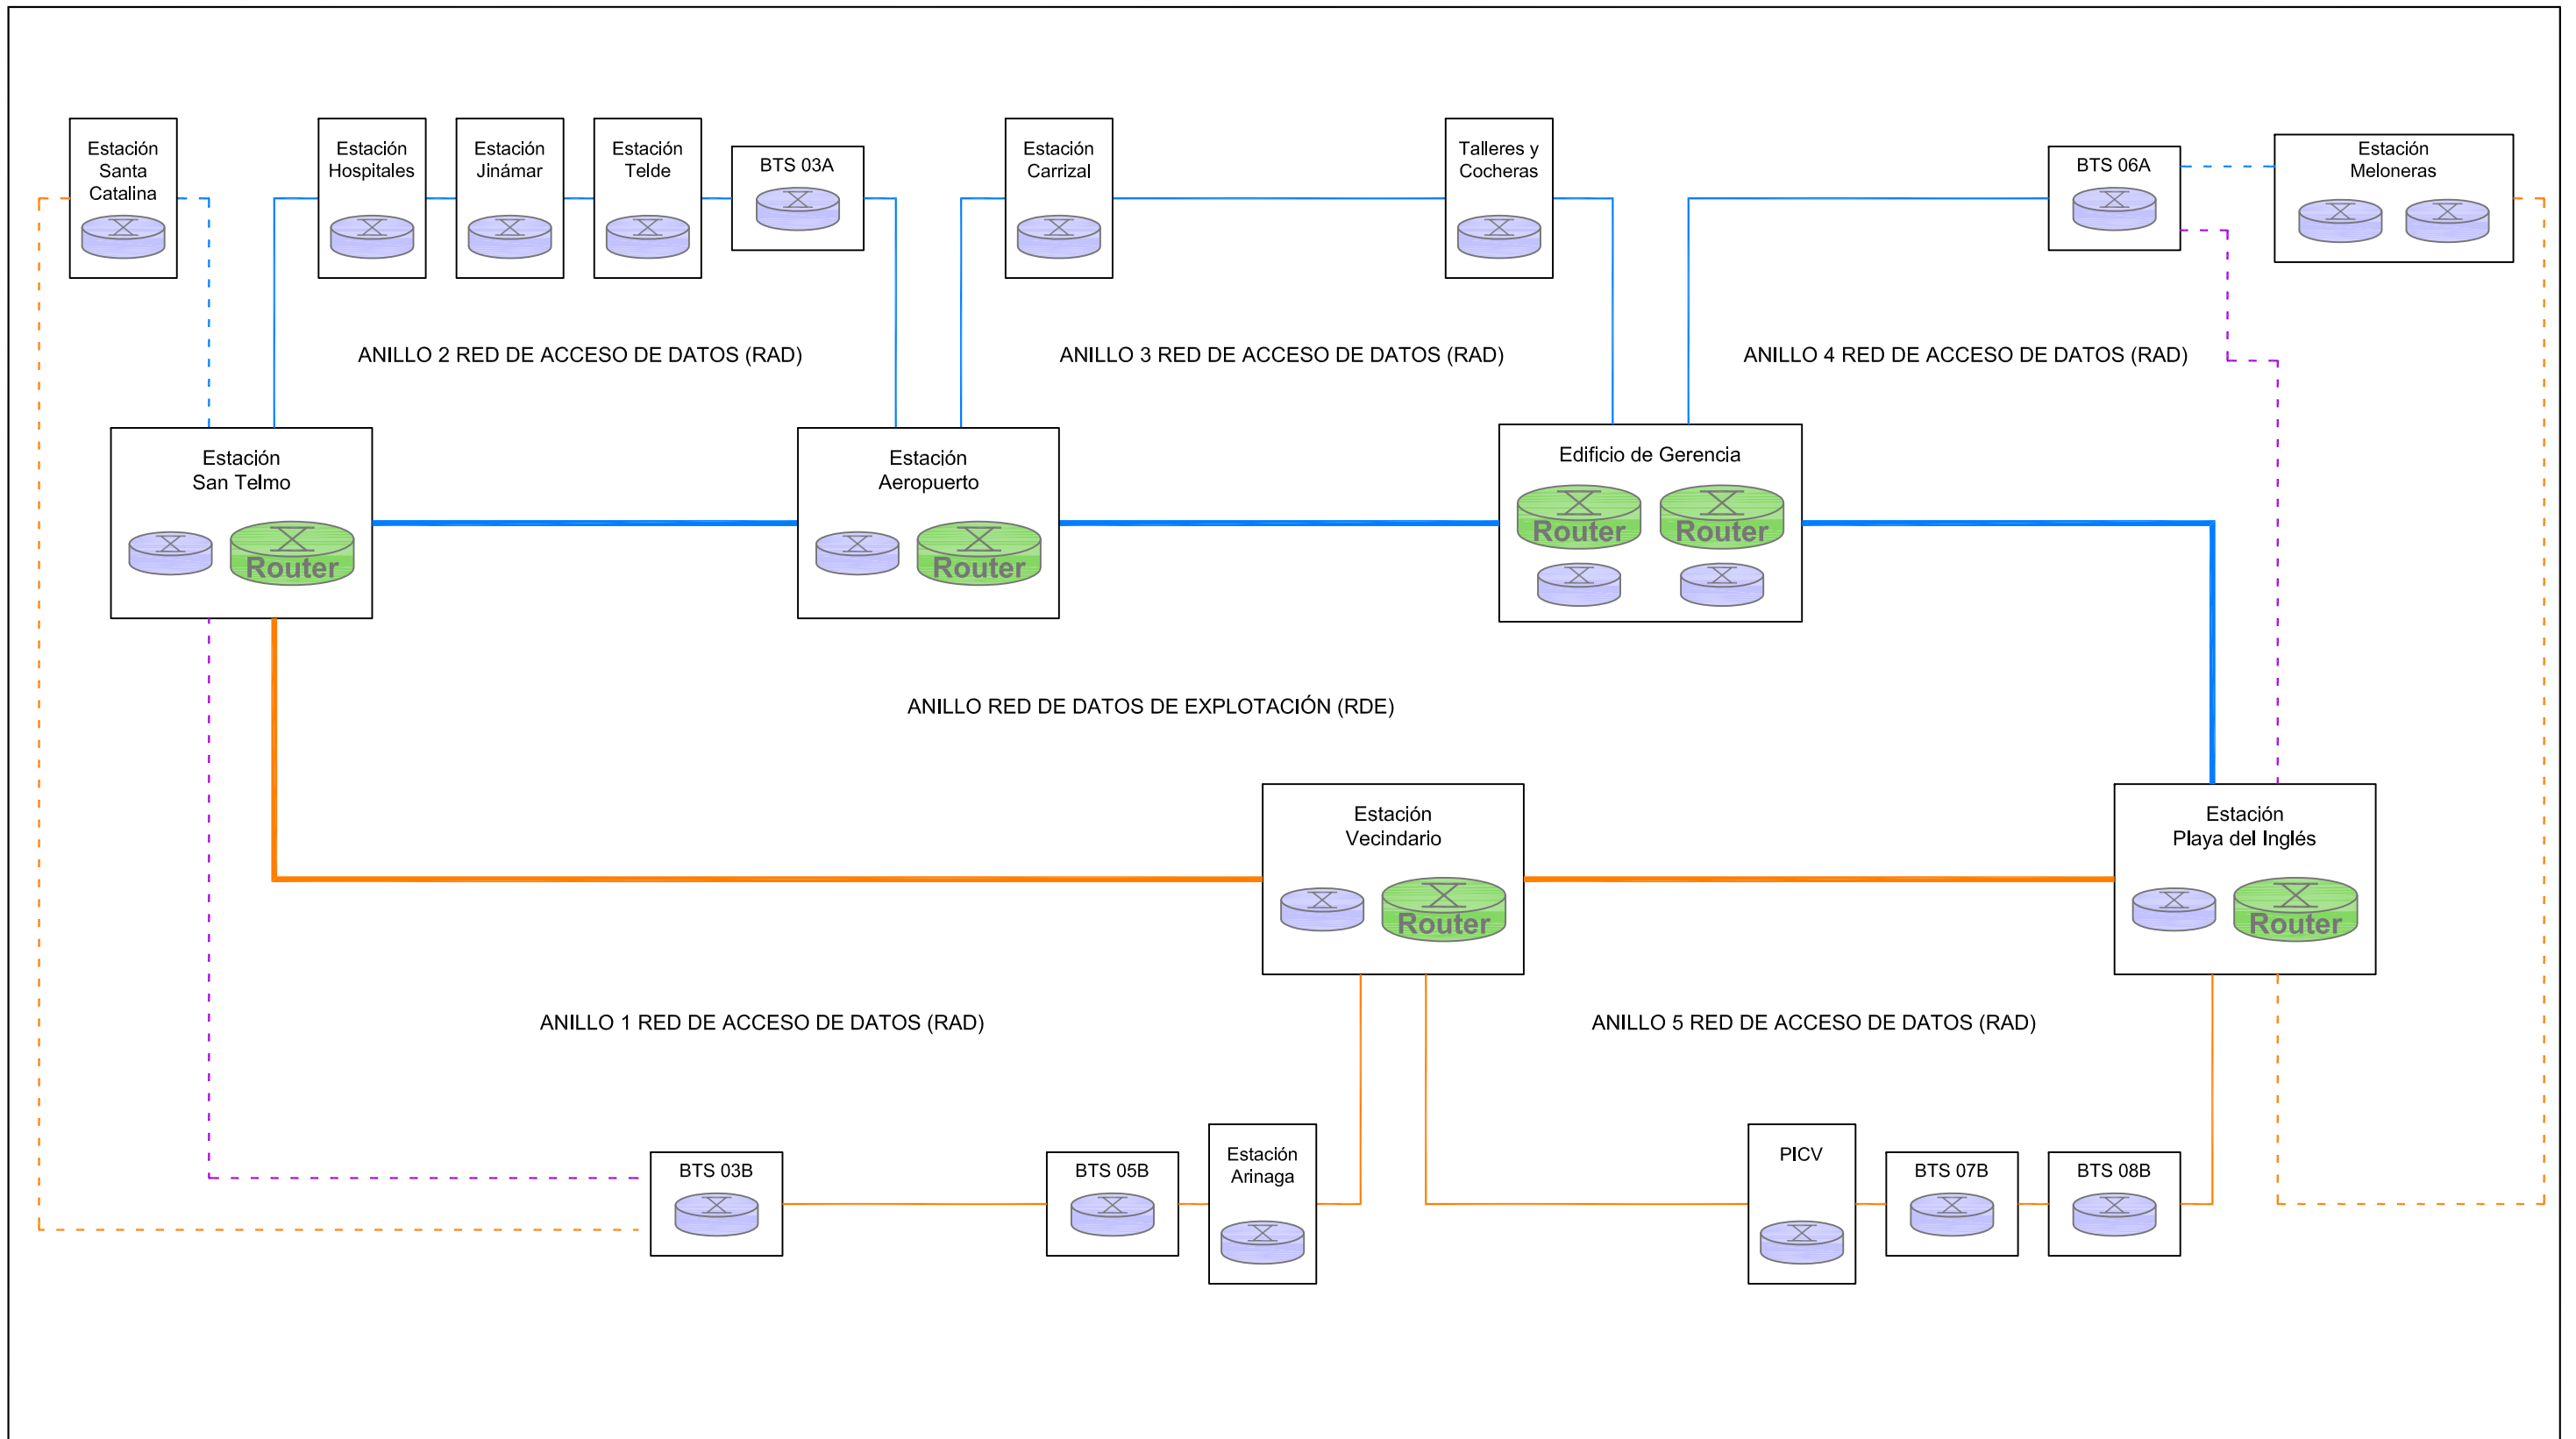 Estación
Santa
Catalina
Estación
Hospitales
Estación
Jinámar
Estación
Telde
BTS 03A
Estación
Carrizal
Talleres y
Cocheras
BTS 06A
Estación
Meloneras
ANILLO 2 RED DE ACCESO DE DATOS (RAD)
ANILLO 3 RED DE ACCESO DE DATOS (RAD)
ANILLO 4 RED DE ACCESO DE DATOS (RAD)
Estación
San Telmo
Router
Estación
Aeropuerto
Router
Edificio de Gerencia
Router
Router
ANILLO RED DE DATOS DE EXPLOTACIÓN (RDE)
Estación
Vecindario
Router
Estación
Playa del Inglés
Router
ANILLO 1 RED DE ACCESO DE DATOS (RAD)
ANILLO 5 RED DE ACCESO DE DATOS (RAD)
BTS 03B
BTS 05B
Estación
Arinaga
PICV
BTS 07B
BTS 08B